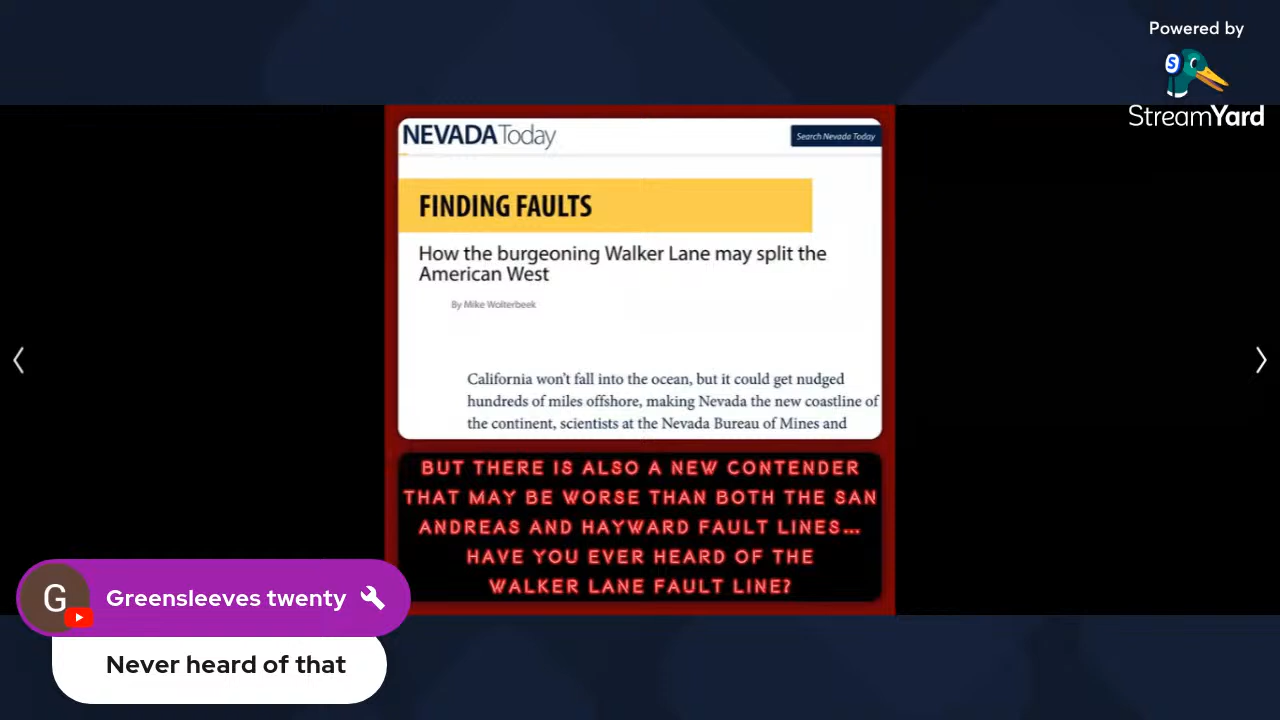 Powered by
S
StreamYard
NEVADAToday
Search Nevada Today
FINDING FAULTS
How the burgeoning Walker Lane may split the
American West
By Mike Wolterbeek
California won't fall into the ocean, but it could get nudged
hundreds of miles offshore, making Nevada the new coastline of
the continent, scientists at the Nevada Bureau of Mines and
BUT THERE IS ALSO A NEW CONTENDER
THAT MAY BE WORSE THAN BOTH THE SAN
ANDREAS AND HAYWARD FAULT LINES...
HAVE YOU EVER HEARD OF THE
WALKER LANE FAULT LINE?
G
Greensleeves twenty
Never heard of that